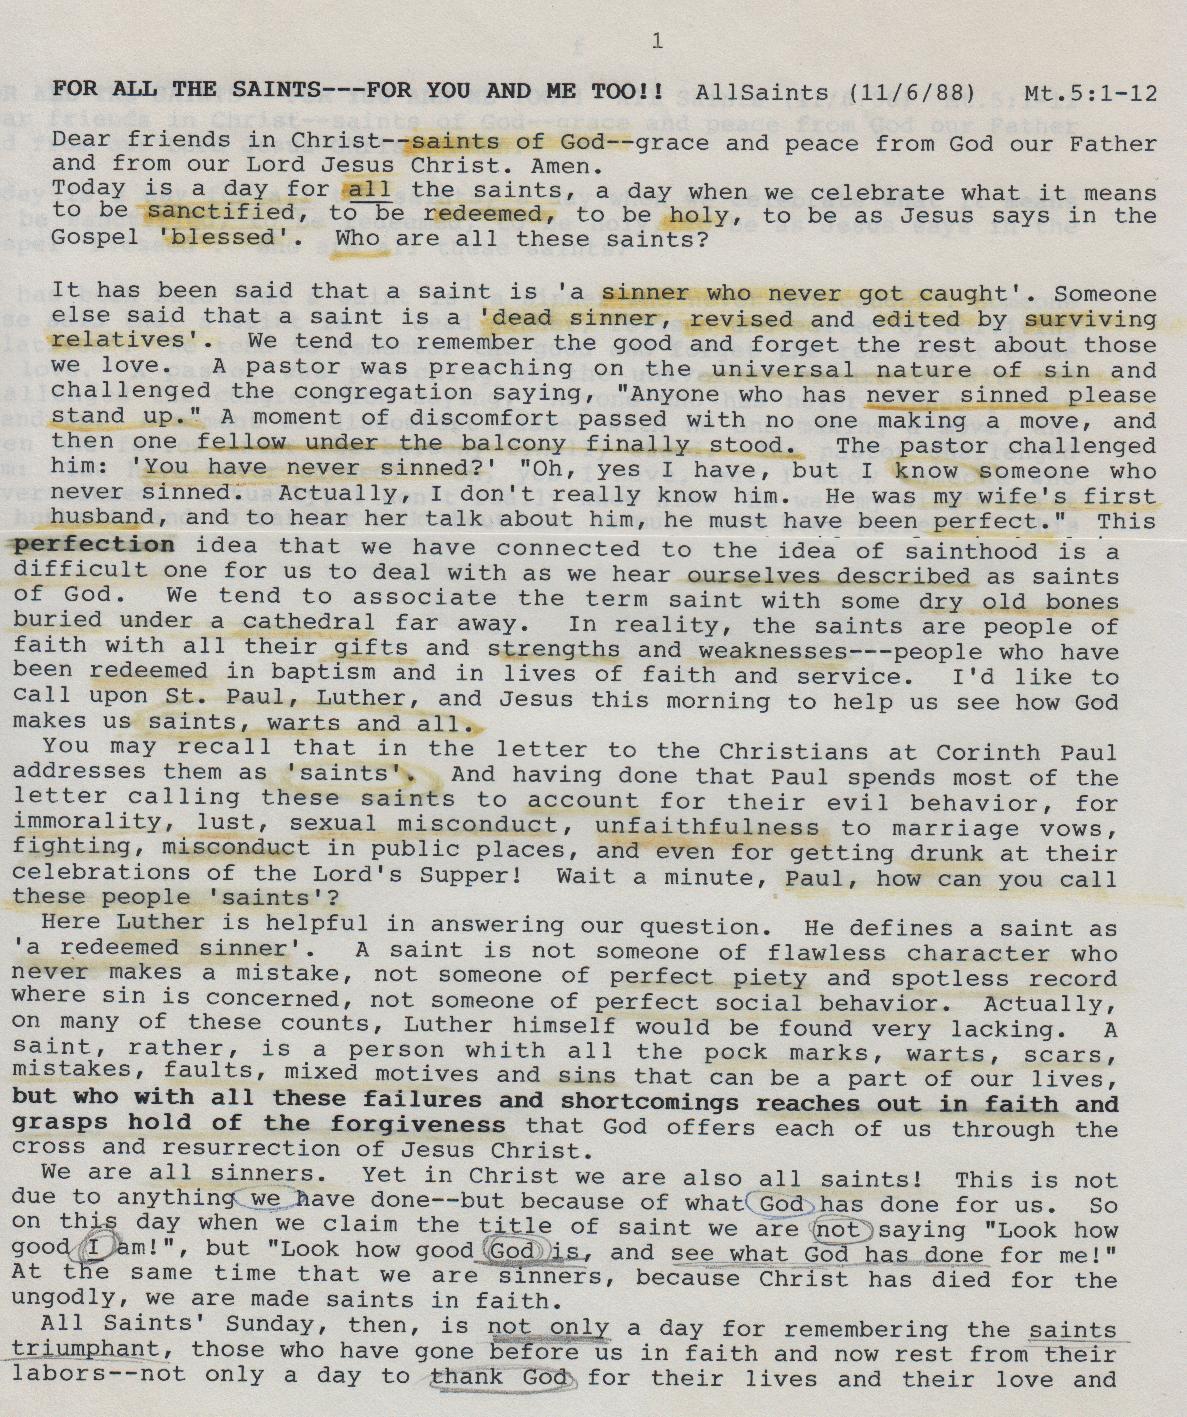 1
FOR ALL THE SAINTS---FOR YOU AND ME TOO!! AllSaints (11/6/88) Mt.5:1-12
Dear friends in Christ--saints of God--grace and peace from God our Father
and from our Lord Jesus Christ. Amen.
Today is a day for all the saints, a day when we celebrate what it means
to be sanctified, to be redeemed, to be holy, to be as Jesus says in the
Gospel 'blessed'. Who are all these saints?
It has been said that a saint is 'a sinner who never got caught'. Someone
else said that a saint is a 'dead sinner, revised and edited by surviving
relatives'. We tend to remember the good and forget the rest about those
we love. A pastor was preaching on the universal nature of sin and
challenged the congregation saying, "Anyone who has never sinned please
stand up." A moment of discomfort passed with no one making a move, and
then one fellow under the balcony finally stood. The pastor challenged
him: 'You have never sinned?' "Oh, yes I have, but I know someone who
never sinned. Actually, I don't really know him. He was my wife's first
husband, and to hear her talk about him, he must have been perfect." This
perfection idea that we have connected to the idea of sainthood is a
difficult one for us to deal with as we hear ourselves described as saints
of God. We tend to associate the term saint with some dry old bones
buried under a cathedral far away. In reality, the saints are people of
faith with all their gifts and strengths and weaknesses---people who have
been redeemed in baptism and in lives of faith and service. I'd like to
call upon St. Paul, Luther, and Jesus this morning to help us see how God
makes us saints, warts and all.
You may recall that in the letter to the Christians at Corinth Paul
addresses them as 'saints'. And having done that Paul spends most of the
letter calling these saints to account for their evil behavior, for
immorality, lust, sexual misconduct, unfaithfulness to marriage vows,
fighting, misconduct in public places, and even for getting drunk at their
celebrations of the Lord's Supper! Wait a minute, Paul, how can you call
these people 'saints'?
Here Luther is helpful in answering our question. He defines a saint as
'a redeemed sinner'. A saint is not someone of flawless character who
never makes a mistake, not someone of perfect piety and spotless record
where sin is concerned, not someone of perfect social behavior. Actually,
on many of these counts, Luther himself would be found very lacking. A
saint, rather, is a person whith all the pock marks, warts, scars,
mistakes, faults, mixed motives and sins that can be a part of our lives,
but who with all these failures and shortcomings reaches out in faith and
grasps hold of the forgiveness that God offers each of us through the
cross and resurrection of Jesus Christ.
We are all sinners. Yet in Christ we are also all saints! This is not
due to anything we have done--but because of what God has done for us. So
on this day when we claim the title of saint we are not saying "Look how
good I am!", but "Look how good God is, and see what God has done for me!"
At the same time that we are sinners, because Christ has died for the
ungodly, we are made saints in faith.
All Saints' Sunday, then, is not only a day for remembering the saints
triumphant, those who have gone before us in faith and now rest from their
labors--not only a day to thank God for their lives and their love and